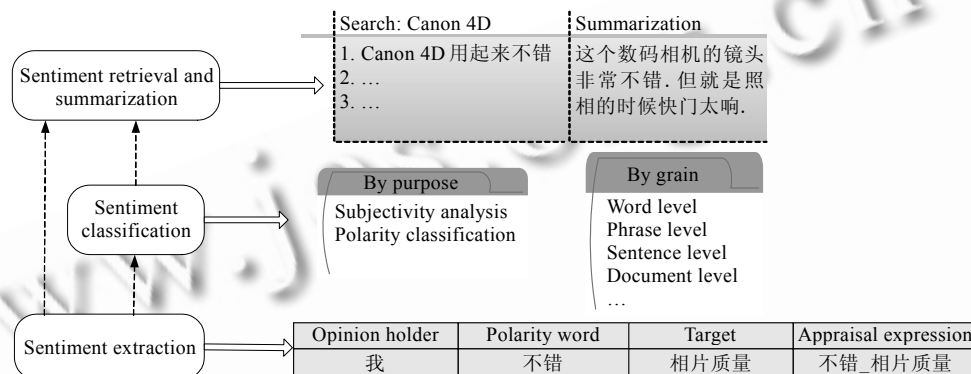 Search: Canon 4D
Summarization
1. Canon 4D 用起来不错
2. …
3. …
这个数码相机的镜头
非常不错. 但就是照
相的时候快门太响.
Sentiment retrieval and
summarization
By purpose
Subjectivity analysis
Polarity classification
By grain
Word level
Phrase level
Sentence level
Document level
…
Sentiment
classification
Sentiment extraction
Opinion holder
Polarity word
Target
Appraisal expression
我
不错
相片质量
不错_相片质量